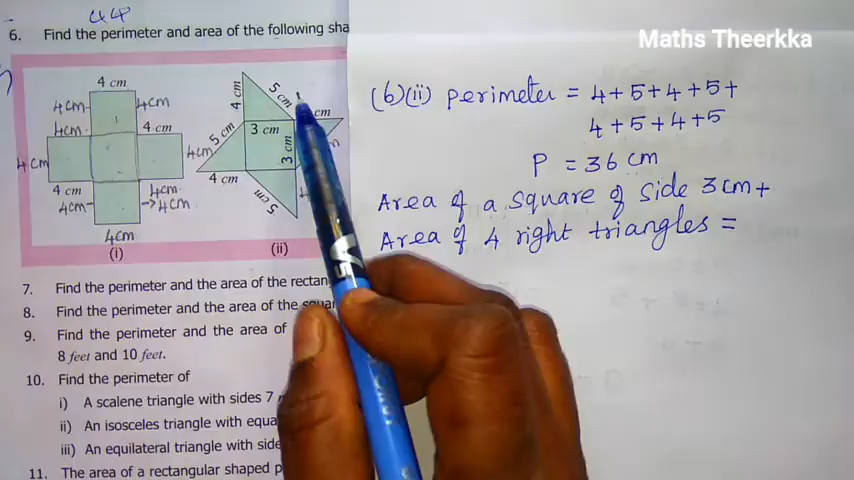 44
Maths Theerkka
6. Find the perimeter and area of the following sha
4 cm
4cm 4cm
4cm 4 cm
4cm
4 cm 4cm
4cm →4cm
4cm
(i)
4 cm 5 cm cm
5 cm 3 cm 3 cm
4cm
4 cm 5 cm
(ii)
(6)(ii) perimeter = 4+5+4+5+
4+5+4+5
P = 36 cm
Area of a square of side 3cm+
Area of 4 right triangles =
7. Find the perimeter and the area of the rectan
8. Find the perimeter and the area of the squar
9. Find the perimeter and the area of
8 feet and 10 feet.
10. Find the perimeter of
i) A scalene triangle with sides 7
ii) An isosceles triangle with equa
iii) An equilateral triangle with side
11. The area of a rectangular shaped p